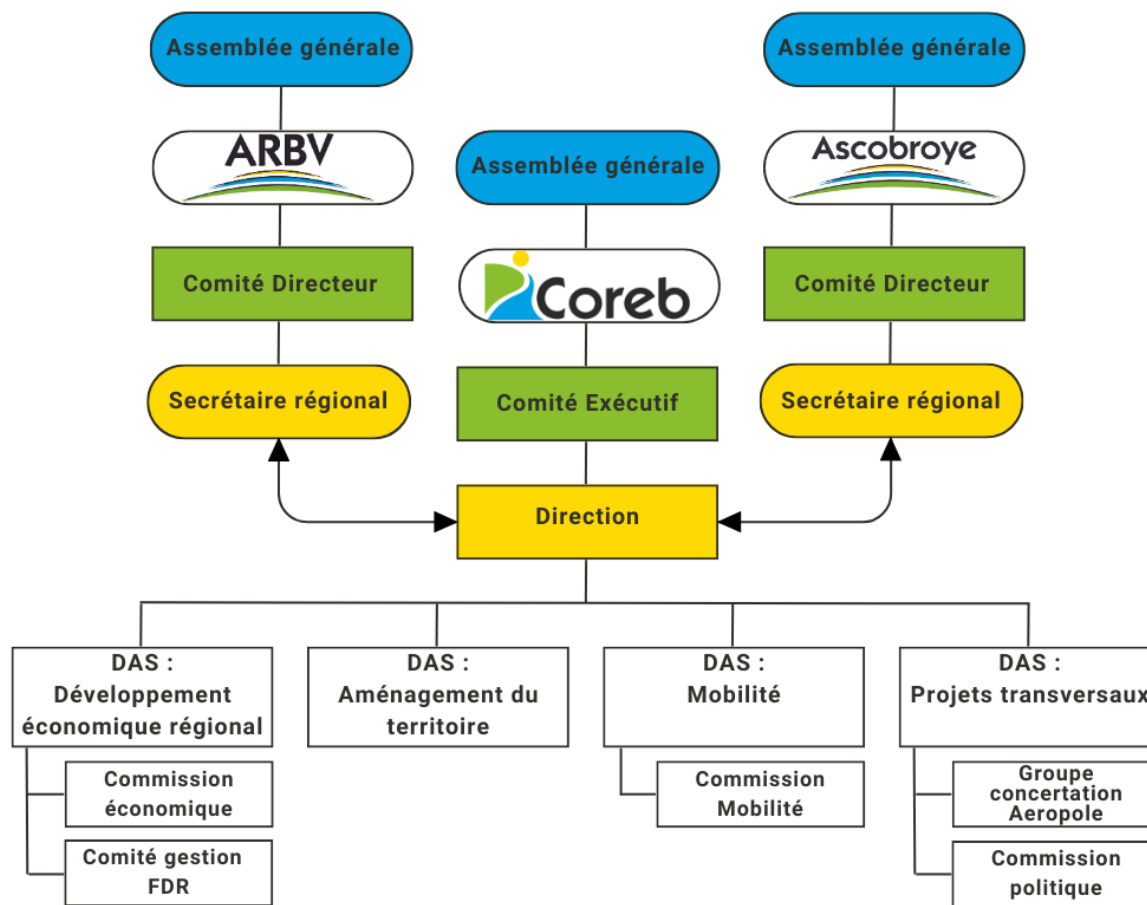 Assemblée générale
ARBV
Comité Directeur
Secrétaire régional
Assemblée générale
Coreb
Comité Exécutif
Direction
Assemblée générale
Ascobroye
Comité Directeur
Secrétaire régional
DAS :
Développement
économique régional
Commission
économique
Comité gestion
FDR
DAS :
Aménagement du
territoire
DAS :
Mobilité
Commission
Mobilité
DAS :
Projets transversaux
Groupe
concertation
Aeropole
Commission
politique